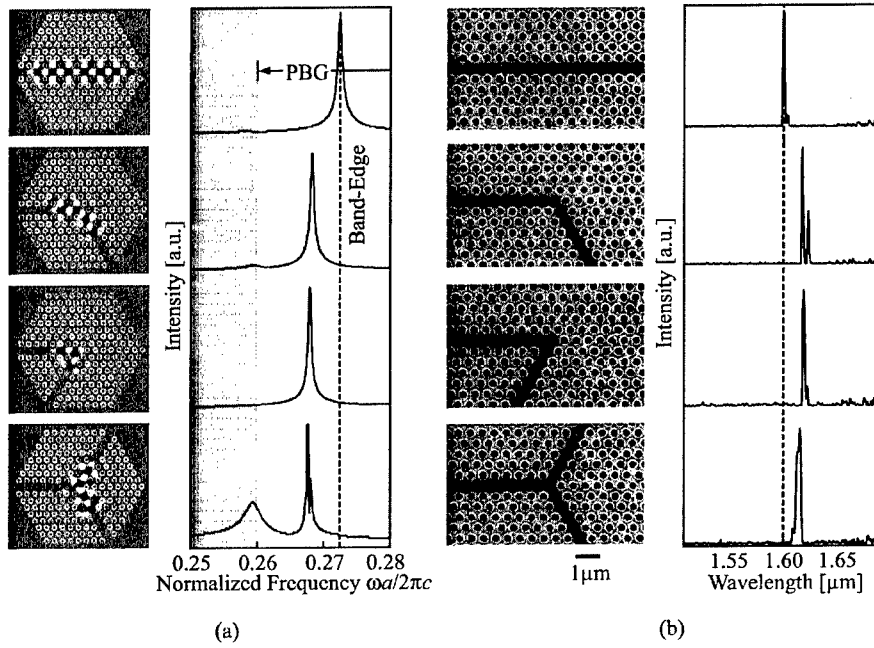 PBG
Band-Edge
Intensity [a.u.]
0.25 0.26 0.27 0.28
Normalized Frequency ωa/2πc
(a)
Intensity [a.u.]
1μm
1.55 1.60 1.65
Wavelength [μm]
(b)